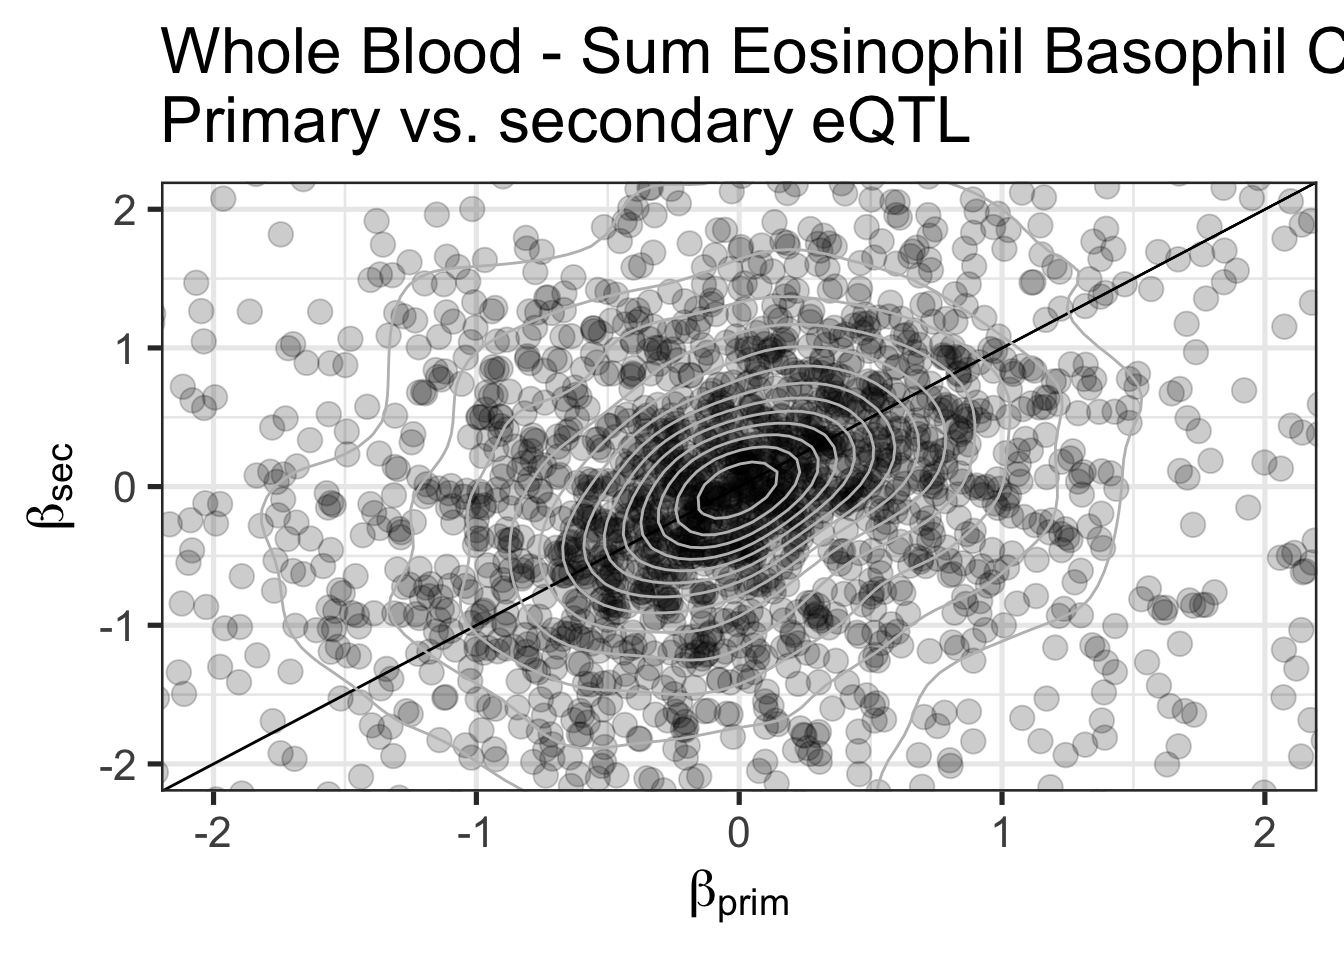 Whole Blood - Sum Eosinophil Basophil C
Primary vs. secondary eQTL
2
1
0
-1
-2
βsec
-2 -1 0 1 2
βprim